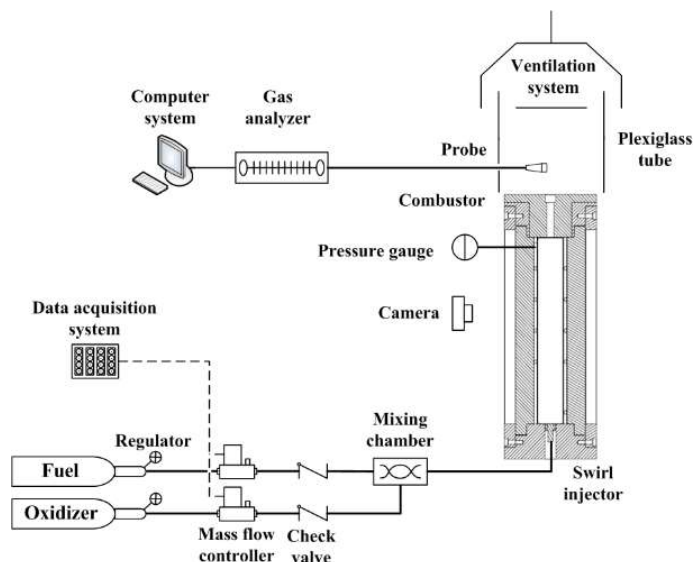 Ventilation
system
Computer
system
Gas
analyzer
Probe
Plexiglass
tube
Combustor
Pressure gauge
Camera
Data acquisition
system
Mixing
chamber
Regulator
Fuel
Swirl
injector
Oxidizer
Mass flow
controller
Check
valve